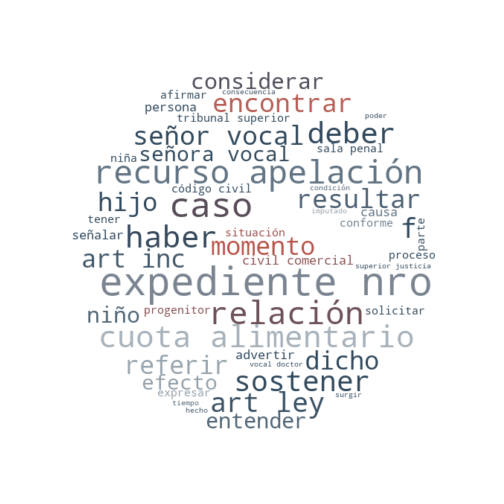 considerar
consecuencia
afirmar
persona encontrar
tribunal superior poder
señor vocal deber
niña señora vocal sala penal
recurso apelación
código civil condición
hijo caso resultar
imputado causa
tener conforme f parte
señalar haber situación momento proceso
art inc civil comercial superior justicia
expediente nro
niño progenitor relación solicitar
cuota alimentario
referir advertir dicho
vocal doctor
efecto sostener
expresar surgir
tiempo art ley
hecho
entender